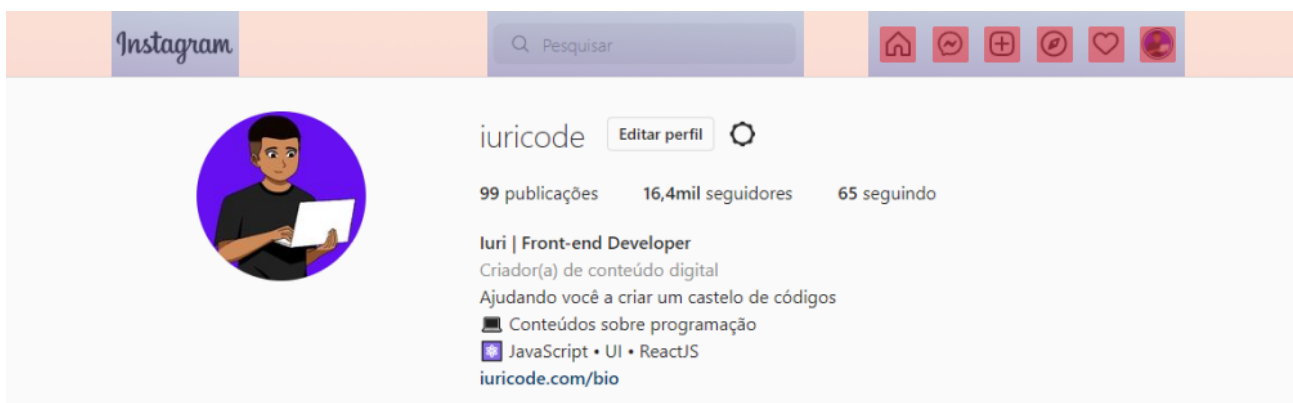 Instagram Pesquisar
iuricode Editar perfil
99 publicações 16,4mil seguidores 65 seguindo
Iuri | Front-end Developer
Criador(a) de conteúdo digital
Ajudando você a criar um castelo de códigos
💻 Conteúdos sobre programação
⚛️ JavaScript • UI • ReactJS
iuricode.com/bio